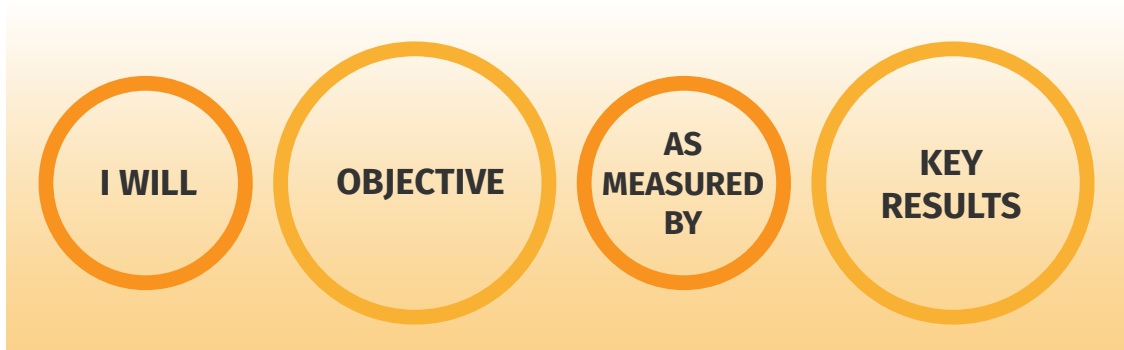 I WILL
OBJECTIVE
AS
MEASURED
BY
KEY
RESULTS